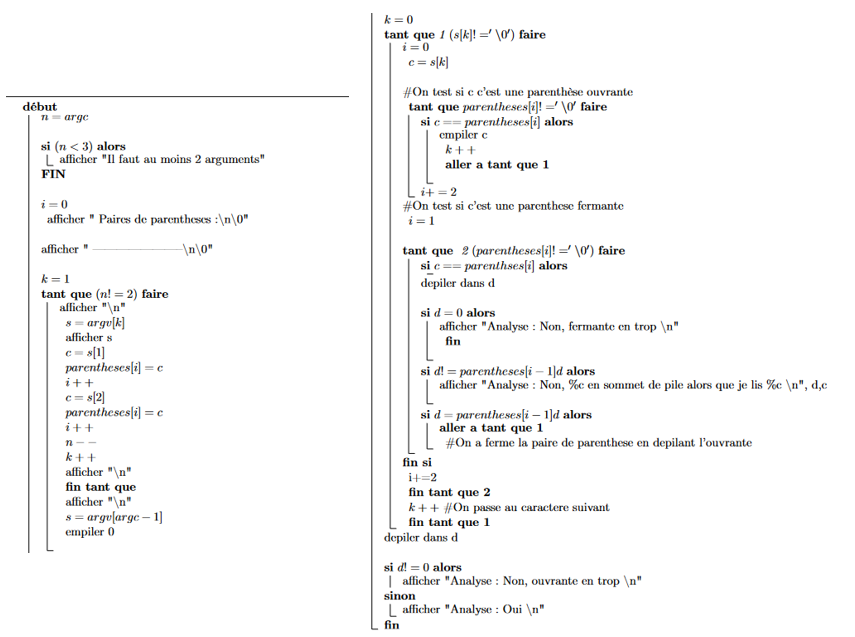 début
n = argc
si (n < 3) alors
afficher "Il faut au moins 2 arguments"
FIN
i = 0
afficher " Paires de parentheses :\n\0"
afficher " ——————————\n\0"
k = 1
tant que (n! = 2) faire
afficher "\n"
s = argv[k]
afficher s
c = s[1]
parentheses[i] = c
i + +
c = s[2]
parentheses[i] = c
i + +
n − −
k + +
afficher "\n"
fin tant que
afficher "\n"
s = argv[argc − 1]
empiler 0
k = 0
tant que 1 (s[k]! =′ \0′) faire
i = 0
c = s[k]
#On test si c c'est une parenthèse ouvrante
tant que parentheses[i]! =′ \0′ faire
si c == parentheses[i] alors
empiler c
k + +
aller a tant que 1
i+ = 2
#On test si c'est une parenthese fermante
i = 1
tant que 2 (parentheses[i]! =′ \0′) faire
si c == parenthses[i] alors
depiler dans d
si d = 0 alors
afficher "Analyse : Non, fermante en trop \n"
fin
si d! = parentheses[i − 1]d alors
afficher "Analyse : Non, %c en sommet de pile alors que je lis %c \n", d,c
si d = parentheses[i − 1]d alors
aller a tant que 1
#On a ferme la paire de parenthese en depilant l'ouvrante
fin si
i+=2
fin tant que 2
k + + #On passe au caractere suivant
fin tant que 1
depiler dans d
si d! = 0 alors
afficher "Analyse : Non, ouvrante en trop \n"
sinon
afficher "Analyse : Oui \n"
fin